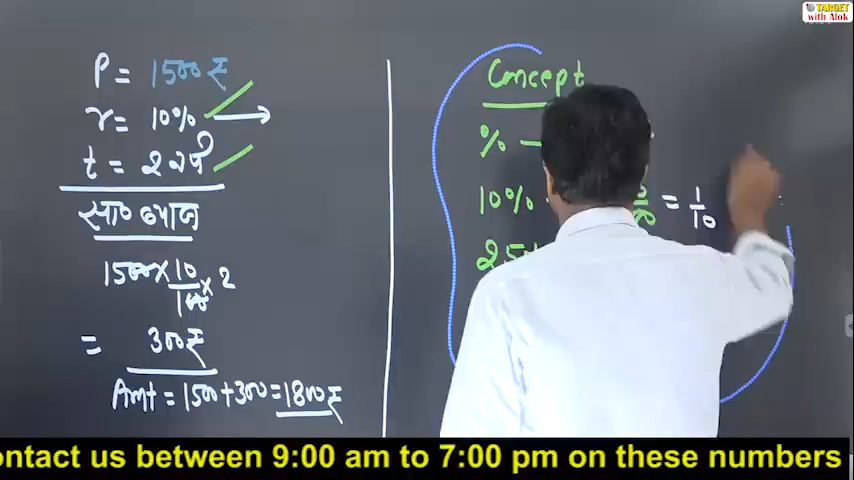 P = 1500 ₹
r = 10%
t = 2 वर्ष
सा० ब्याज
1500 × 10/100 × 2
= 300 ₹
Amt = 1500 + 300 = 1800 ₹
Concept
%
10% = 1/10
TARGET
with Alok
ontact us between 9:00 am to 7:00 pm on these numbers